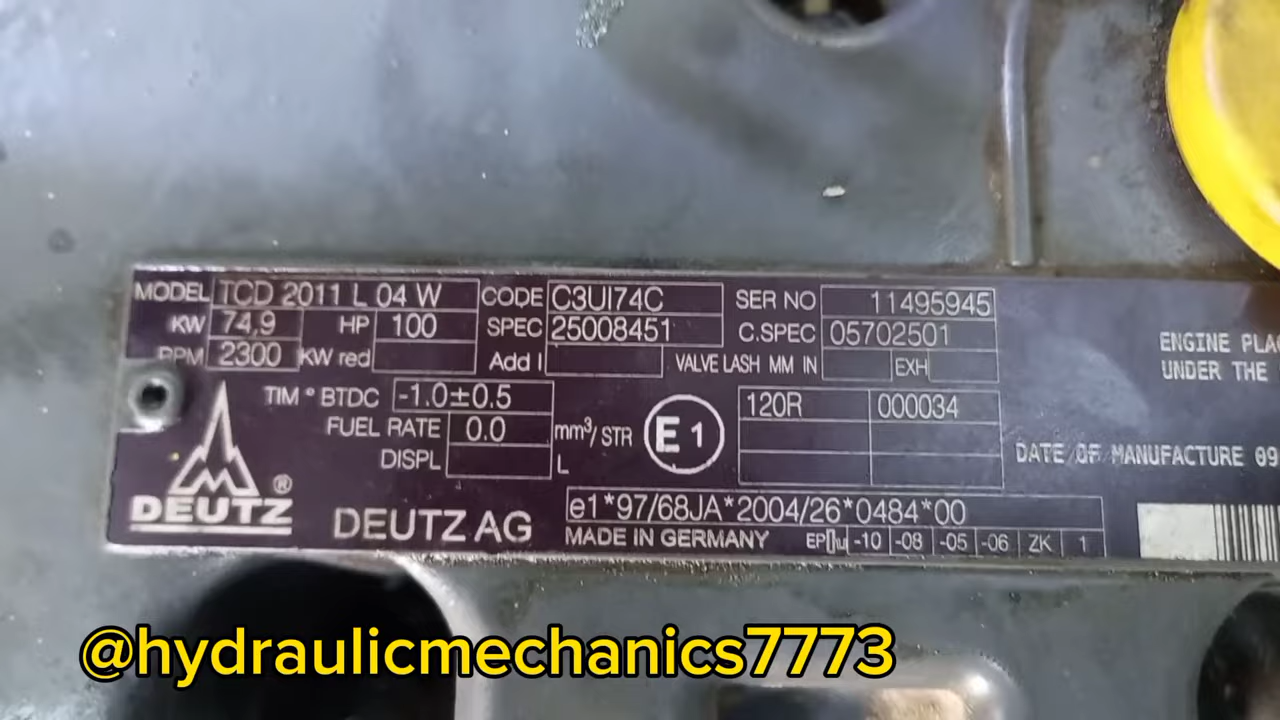 MODEL TCD 2011 L 04 W CODE C3UI74C SER NO 11495945
KW 74,9 HP 100 SPEC 25008451 C.SPEC 05702501
RPM 2300 KW red Add I VALVE LASH MM IN EXH
ENGINE PLA
UNDER THE
TIM ° BTDC -1.0±0.5
120R 000034
FUEL RATE 0.0 mm³/STR
E1
DISPL L
DATE OF MANUFACTURE 09
DEUTZ ®
DEUTZ AG
e1*97/68JA*2004/26*0484*00
MADE IN GERMANY -10 -08 -05 -06 ZK 1
@hydraulicmechanics7773